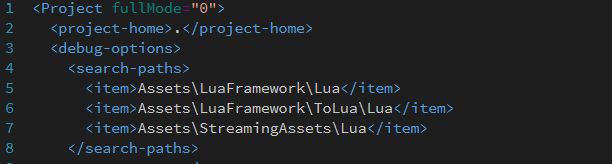 1 <Project fullMode="0">
2 <project-home>.</project-home>
3 <debug-options>
4 <search-paths>
5 <item>Assets\LuaFramework\Lua</item>
6 <item>Assets\LuaFramework\ToLua\Lua</item>
7 <item>Assets\StreamingAssets\Lua</item>
8 </search-paths>